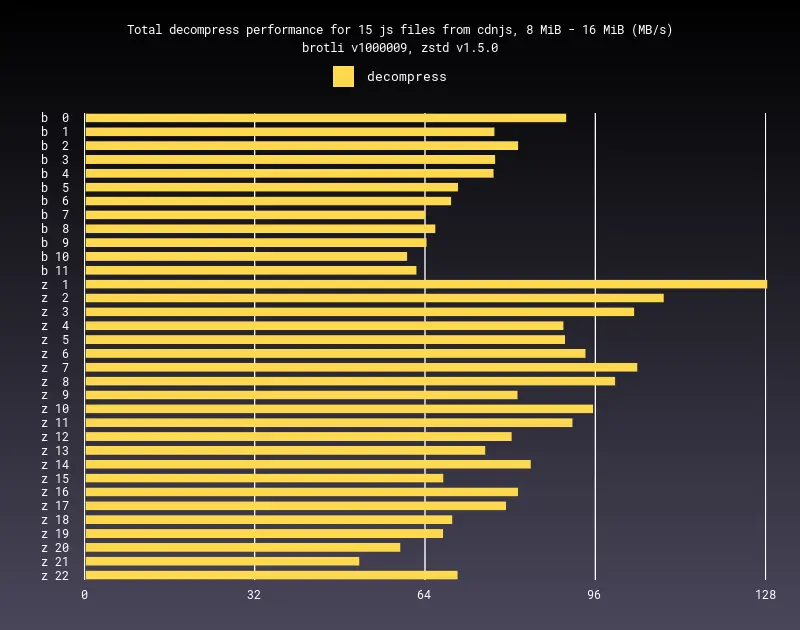 Total decompress performance for 15 js files from cdnjs, 8 MiB - 16 MiB (MB/s)
brotli v1000009, zstd v1.5.0
decompress
b  0
b  1
b  2
b  3
b  4
b  5
b  6
b  7
b  8
b  9
b 10
b 11
z  1
z  2
z  3
z  4
z  5
z  6
z  7
z  8
z  9
z 10
z 11
z 12
z 13
z 14
z 15
z 16
z 17
z 18
z 19
z 20
z 21
z 22
0 32 64 96 128